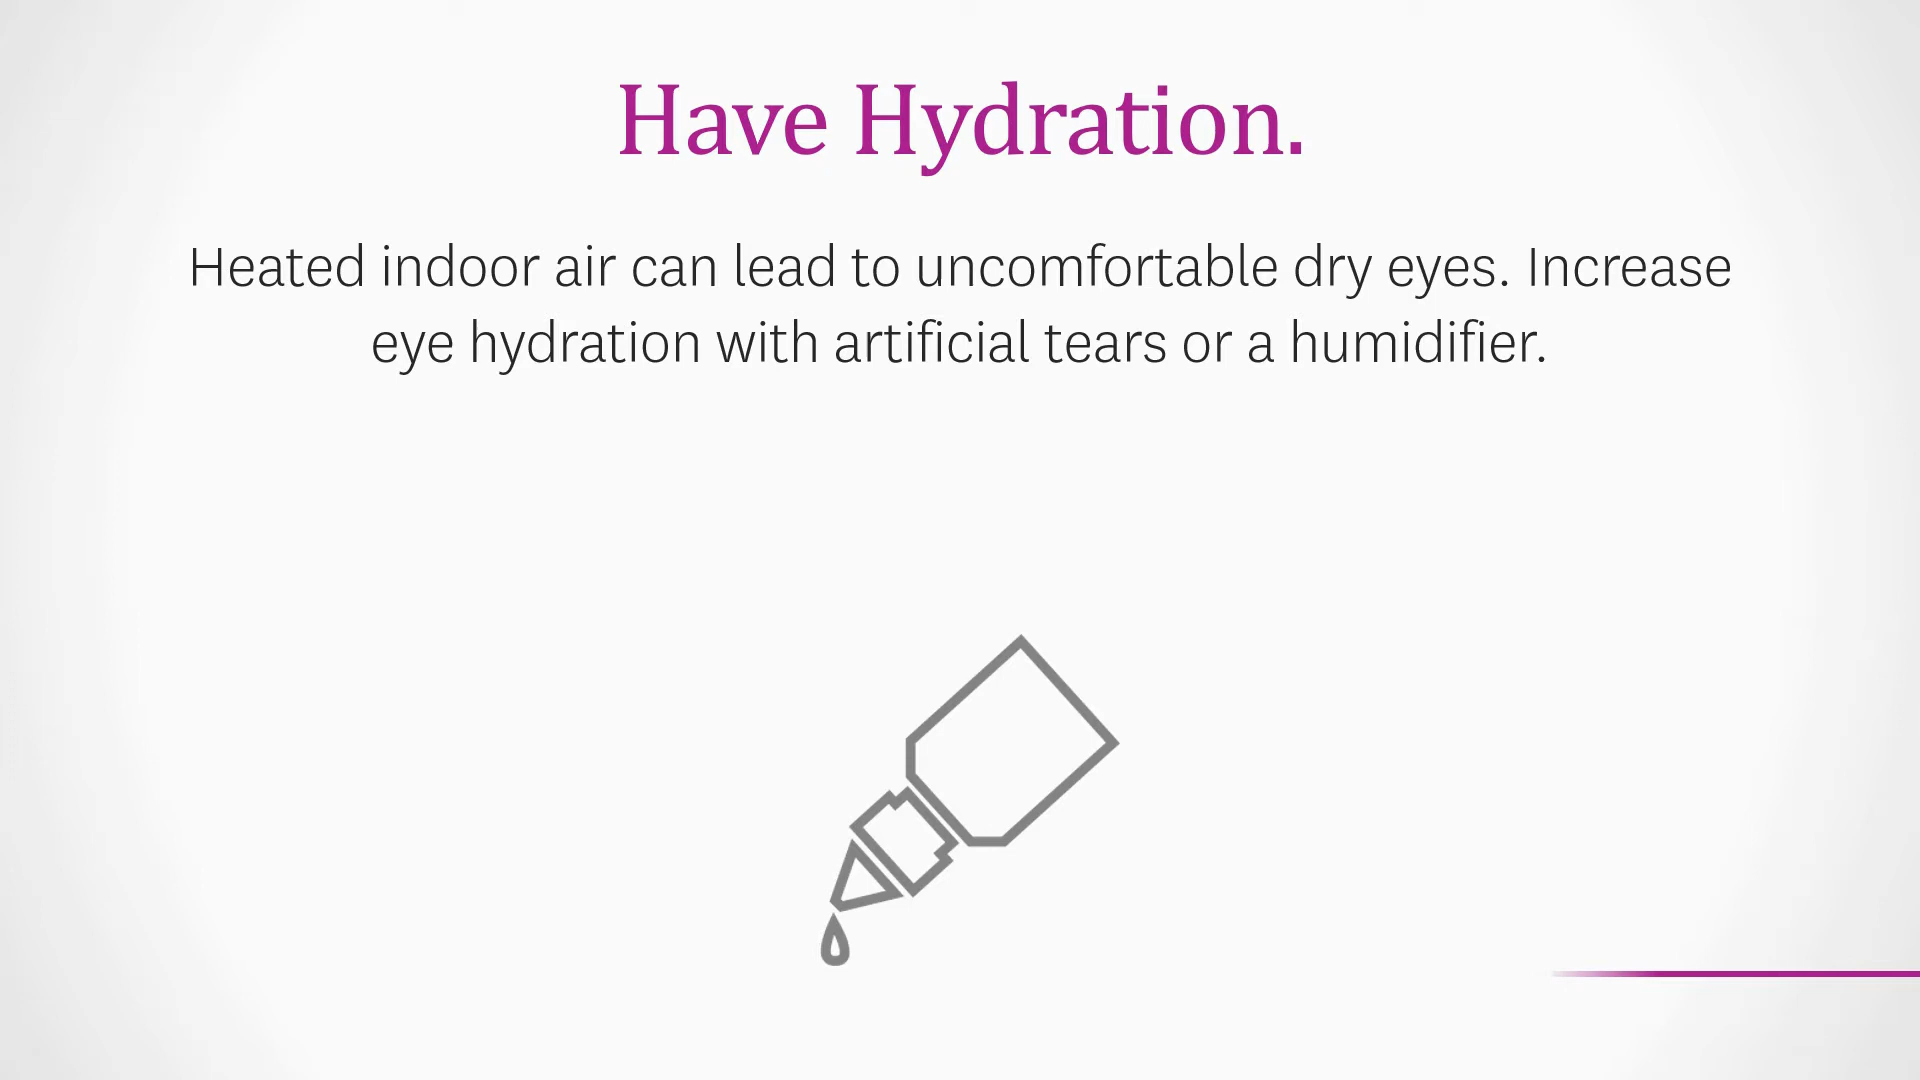 Have Hydration.
Heated indoor air can lead to uncomfortable dry eyes. Increase
eye hydration with artificial tears or a humidifier.